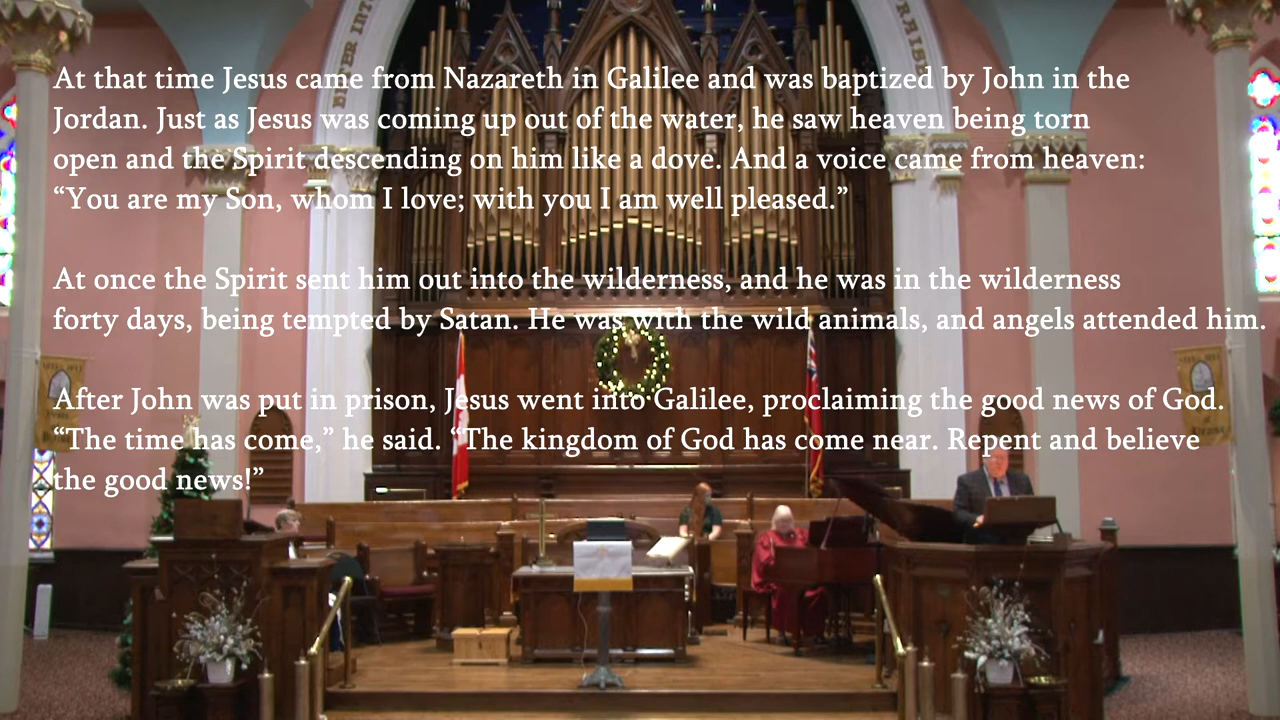 At that time Jesus came from Nazareth in Galilee and was baptized by John in the
Jordan. Just as Jesus was coming up out of the water, he saw heaven being torn
open and the Spirit descending on him like a dove. And a voice came from heaven:
“You are my Son, whom I love; with you I am well pleased.”
At once the Spirit sent him out into the wilderness, and he was in the wilderness
forty days, being tempted by Satan. He was with the wild animals, and angels attended him.
After John was put in prison, Jesus went into Galilee, proclaiming the good news of God.
“The time has come,” he said. “The kingdom of God has come near. Repent and believe
the good news!”
INTO